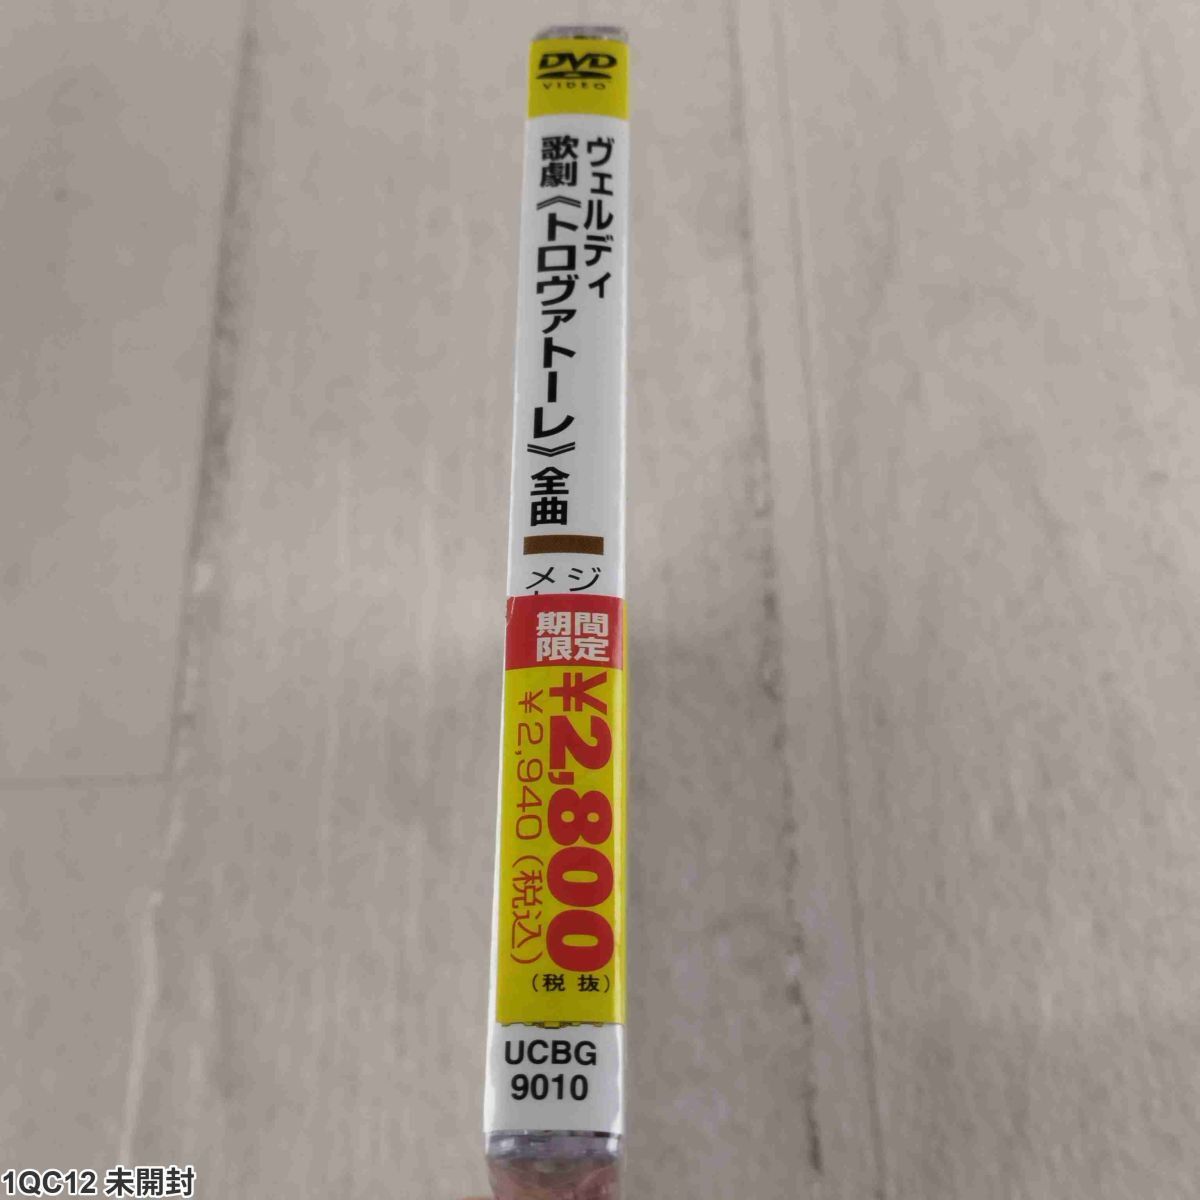 DVD
VIDEO
ヴェルディ
歌劇《トロヴァトーレ》全曲
ジ
メ
期間
限定
¥2,800
(税抜)
¥2,940(税込)
UCBG
9010
1QC12 未開封